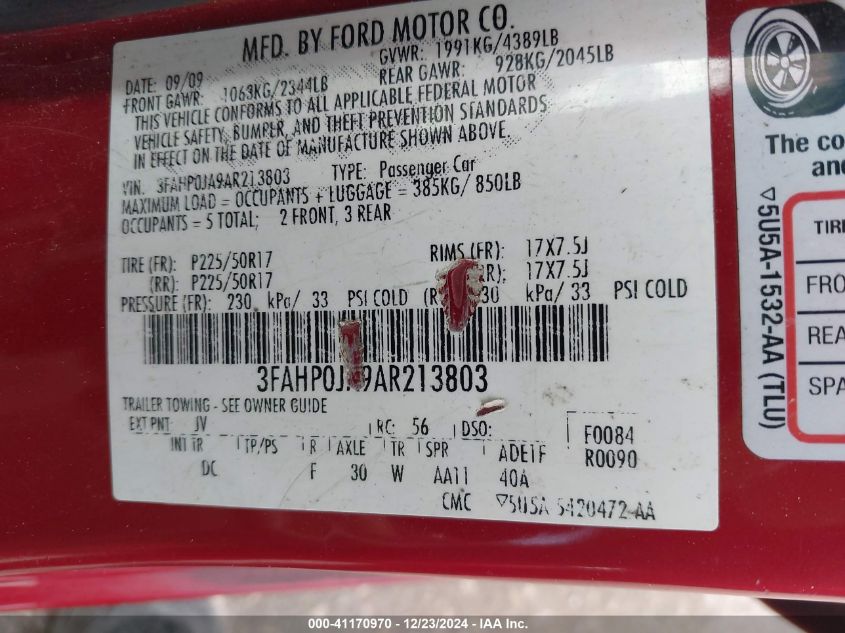 MFD. BY FORD MOTOR CO.
DATE: 09/09 GVWR: 1991KG/4389LB
FRONT GAWR: 1063KG/2344LB REAR GAWR: 928KG/2045LB
THIS VEHICLE CONFORMS TO ALL APPLICABLE FEDERAL MOTOR
VEHICLE SAFETY, BUMPER, AND THEFT PREVENTION STANDARDS
IN EFFECT ON THE DATE OF MANUFACTURE SHOWN ABOVE.
VIN: 3FAHP0JA9AR213803 TYPE: Passenger Car
MAXIMUM LOAD = OCCUPANTS + LUGGAGE = 385KG/ 850LB
OCCUPANTS = 5 TOTAL; 2 FRONT, 3 REAR
TIRE (FR): P225/50R17 RIMS (FR): 17X7.5J
(RR): P225/50R17 R): 17X7.5J
PRESSURE (FR): 230 kPa/ 33 PSI COLD (R 30 kPa/ 33 PSI COLD
3FAHP0JA9AR213803
TRAILER TOWING - SEE OWNER GUIDE
EXT PNT: JV RC: 56 DSO: F0084
INT TR TP/PS R AXLE TR SPR ADE1F R0090
DC F 30 W AA11 40A
CMC ▽5U5A 5420472-AA
The co
and
▽5U5A-1532-AA (TLU)
TIRE
FRO
REA
SPA
000-41170970 - 12/23/2024 - IAA Inc.